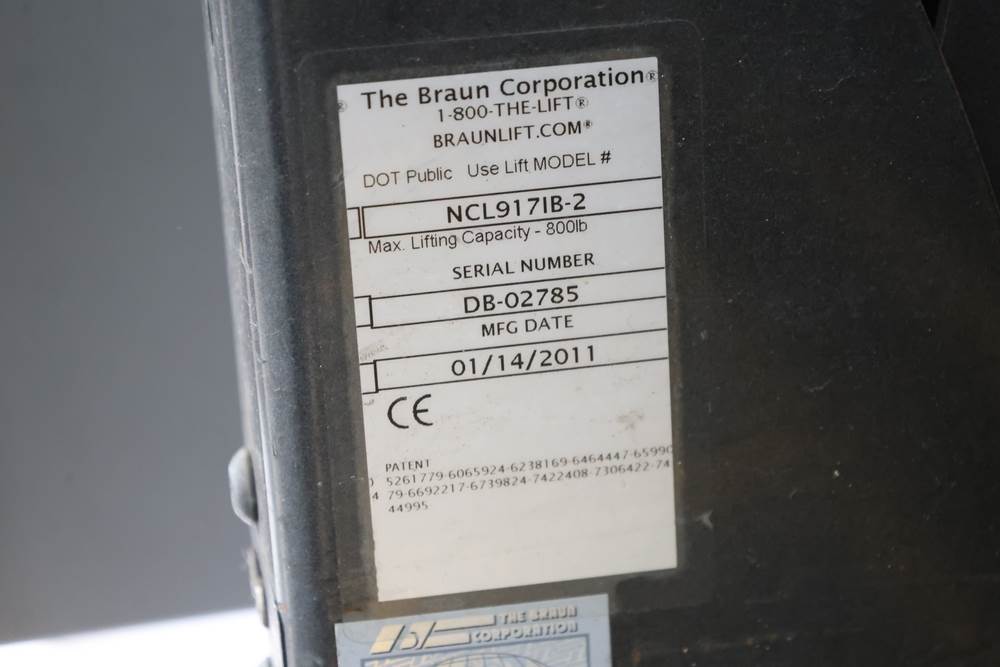 The Braun Corporation®
1-800-THE-LIFT®
BRAUNLIFT.COM®
DOT Public Use Lift MODEL #
NCL917IB-2
Max. Lifting Capacity - 800lb
SERIAL NUMBER
DB-02785
MFG DATE
01/14/2011
CE
PATENT
5261779-6065924-6238169-6464447-65990
79-6692217-6739824-7422408-7306422-74
44995
THE BRAUN
CORPORATION